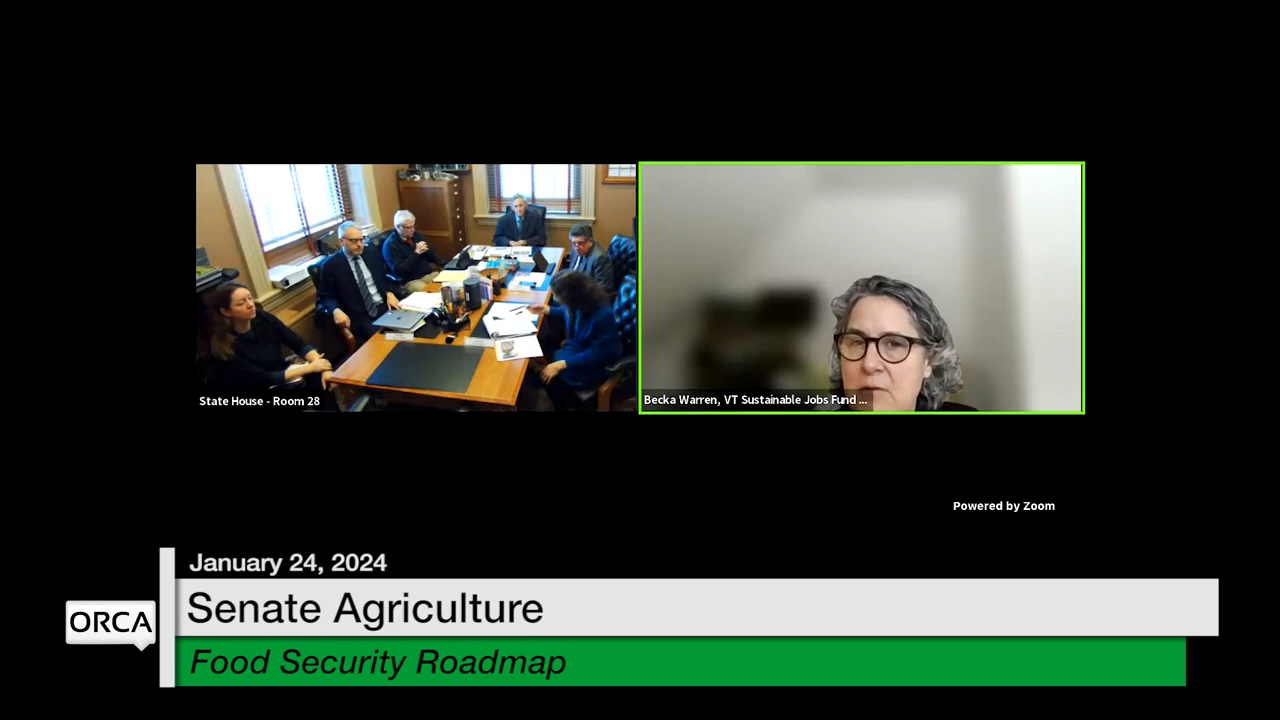 State House - Room 28
Becka Warren, VT Sustainable Jobs Fund ...
Powered by Zoom
January 24, 2024
Senate Agriculture
ORCA
Food Security Roadmap